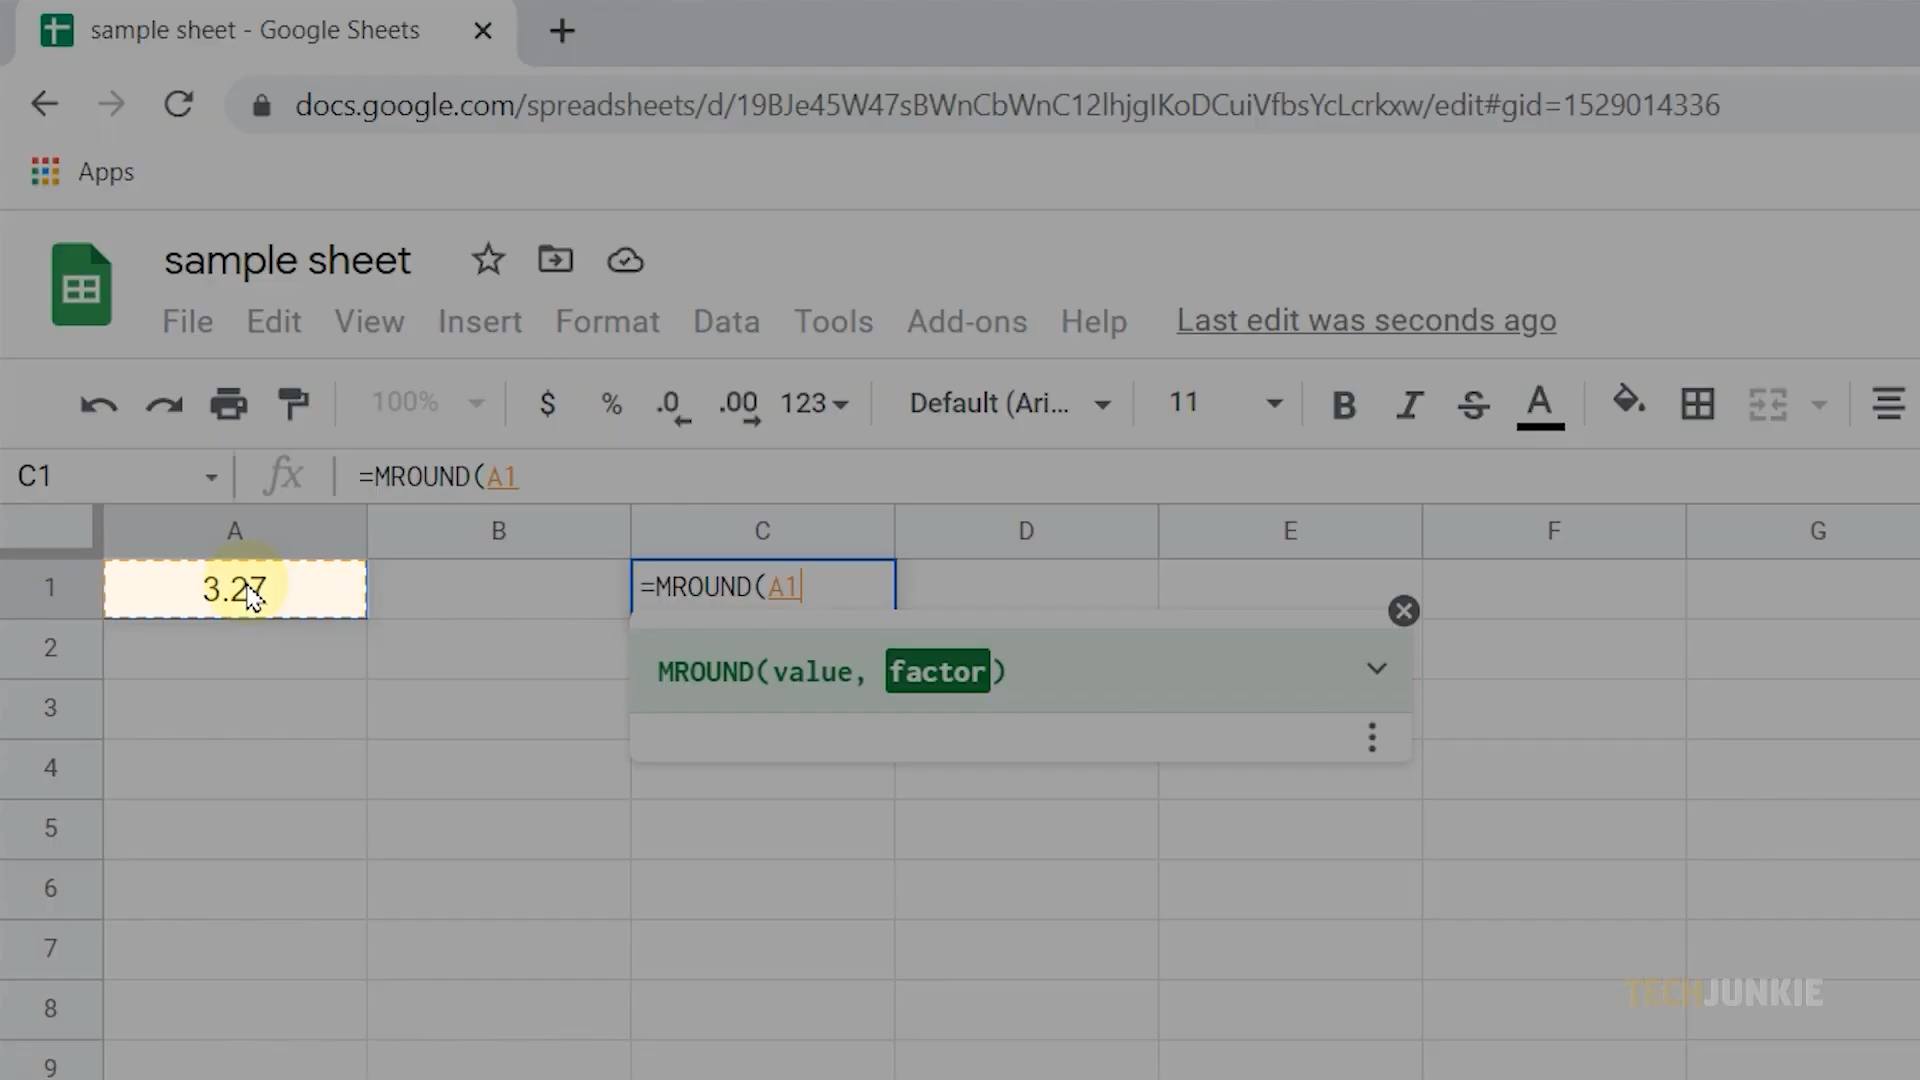 sample sheet - Google Sheets
docs.google.com/spreadsheets/d/19BJe45W47sBWnCbWnC12lhjgIKoDCuiVfbsYcLcrkxw/edit#gid=1529014336
Apps
sample sheet
File Edit View Insert Format Data Tools Add-ons Help Last edit was seconds ago
100% $ % .0 .00 123 Default (Ari... 11 B I S A
C1 fx =MROUND(A1
A B C D E F G
1 3.27 =MROUND(A1
2 MROUND(value, factor)
3
4
5
6
7
8 TECHJUNKIE
9